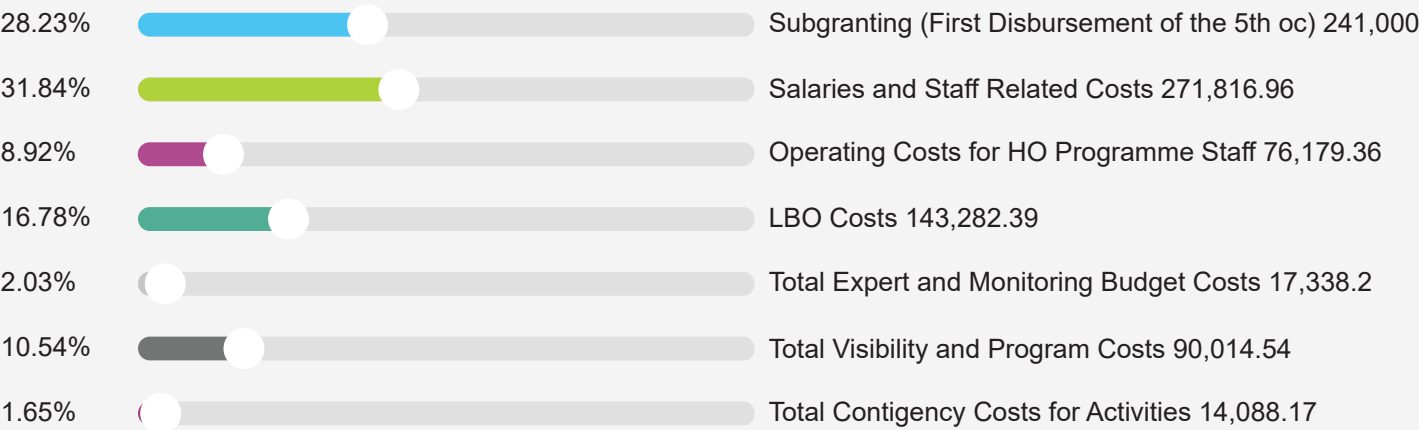 28.23% Subgranting (First Disbursement of the 5th oc) 241,000
31.84% Salaries and Staff Related Costs 271,816.96
8.92% Operating Costs for HO Programme Staff 76,179.36
16.78% LBO Costs 143,282.39
2.03% Total Expert and Monitoring Budget Costs 17,338.2
10.54% Total Visibility and Program Costs 90,014.54
1.65% Total Contigency Costs for Activities 14,088.17